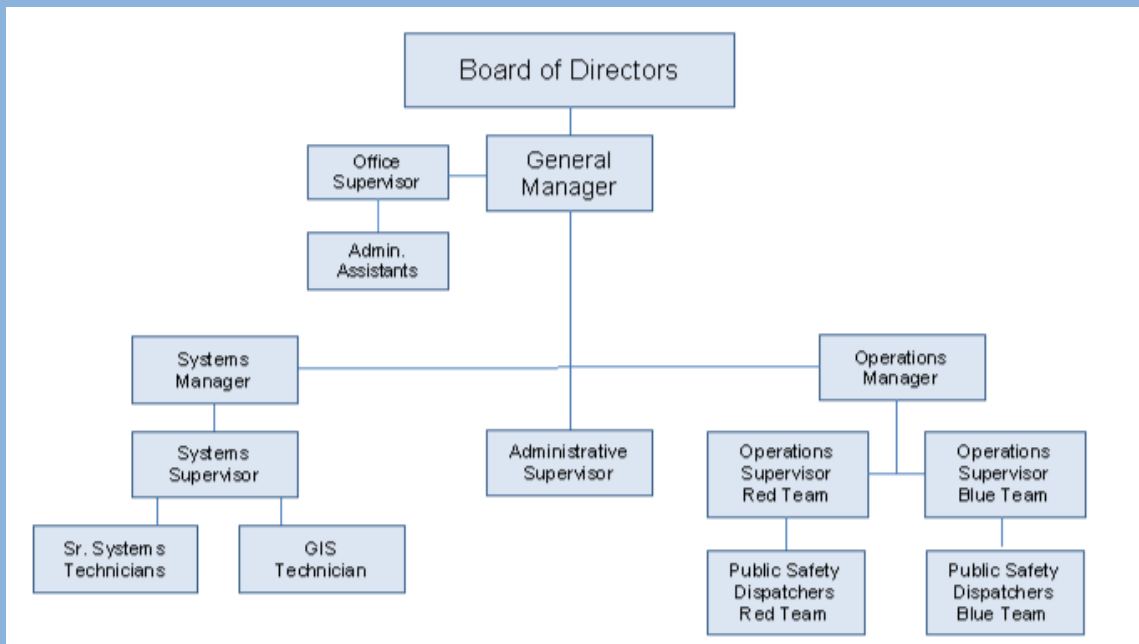 Board of Directors
Office
Supervisor
General
Manager
Admin.
Assistants
Systems
Manager
Operations
Manager
Systems
Supervisor
Administrative
Supervisor
Operations
Supervisor
Red Team
Operations
Supervisor
Blue Team
Sr. Systems
Technicians
GIS
Technician
Public Safety
Dispatchers
Red Team
Public Safety
Dispatchers
Blue Team